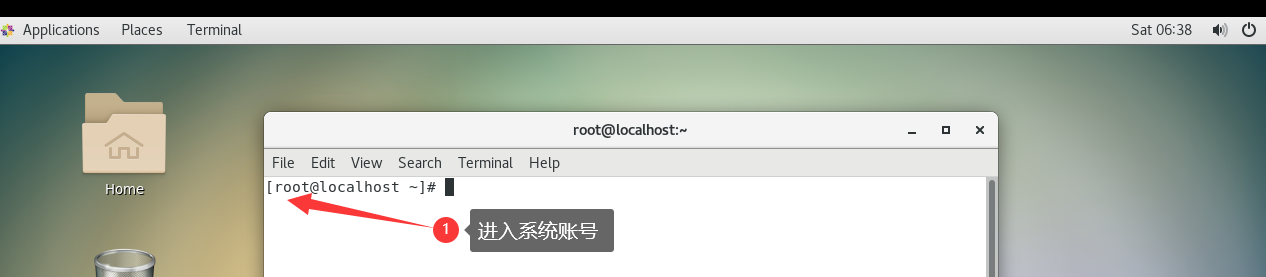 Applications Places Terminal Sat 06:38
root@localhost:~
File Edit View Search Terminal Help
[root@localhost ~]#
Home
1 进入系统账号